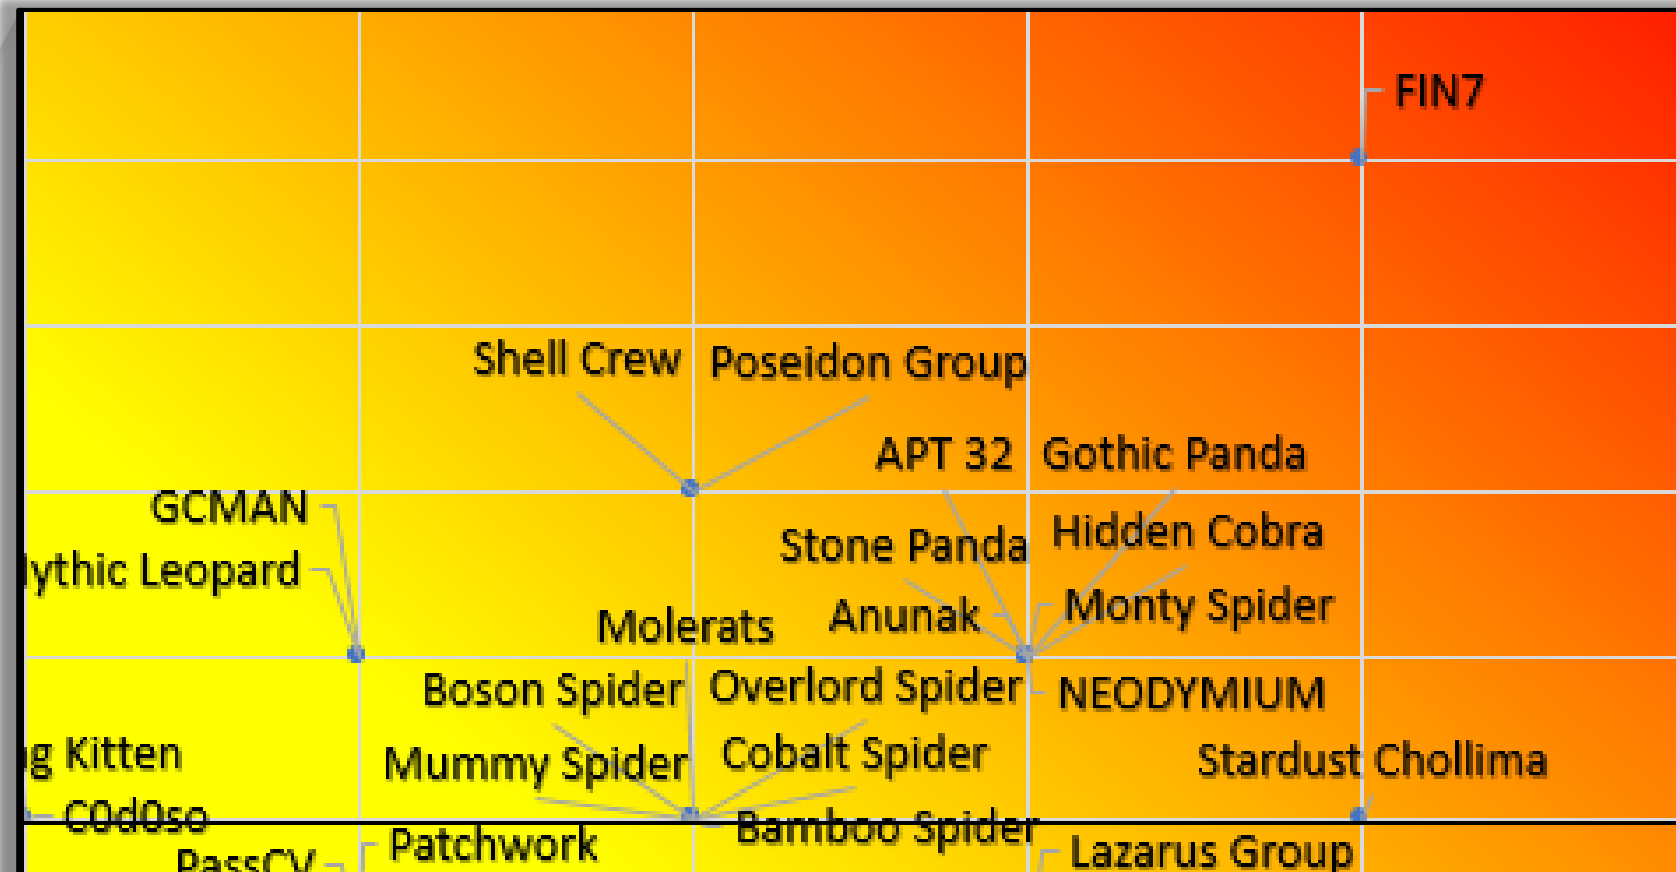 FIN7
Shell Crew
Poseidon Group
APT 32
Gothic Panda
GCMAN
Hidden Cobra
Stone Panda
ythic Leopard
Monty Spider
Anunak
Molerats
Boson Spider
Overlord Spider
NEODYMIUM
g Kitten
Mummy Spider
Cobalt Spider
Stardust Chollima
C0d0so
Bamboo Spider
Patchwork
PassCV
Lazarus Group